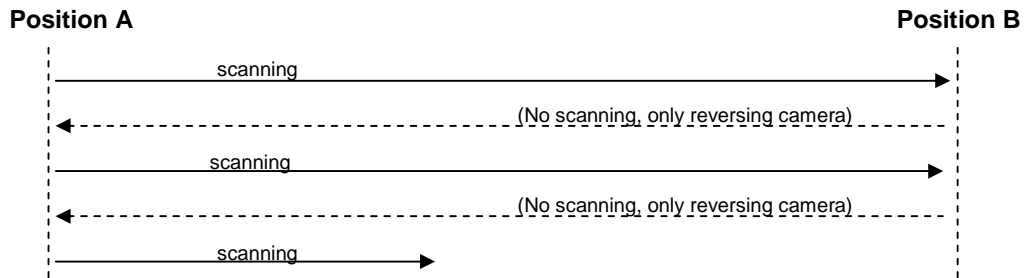 Position A
Position B
scanning
(No scanning, only reversing camera)
scanning
(No scanning, only reversing camera)
scanning